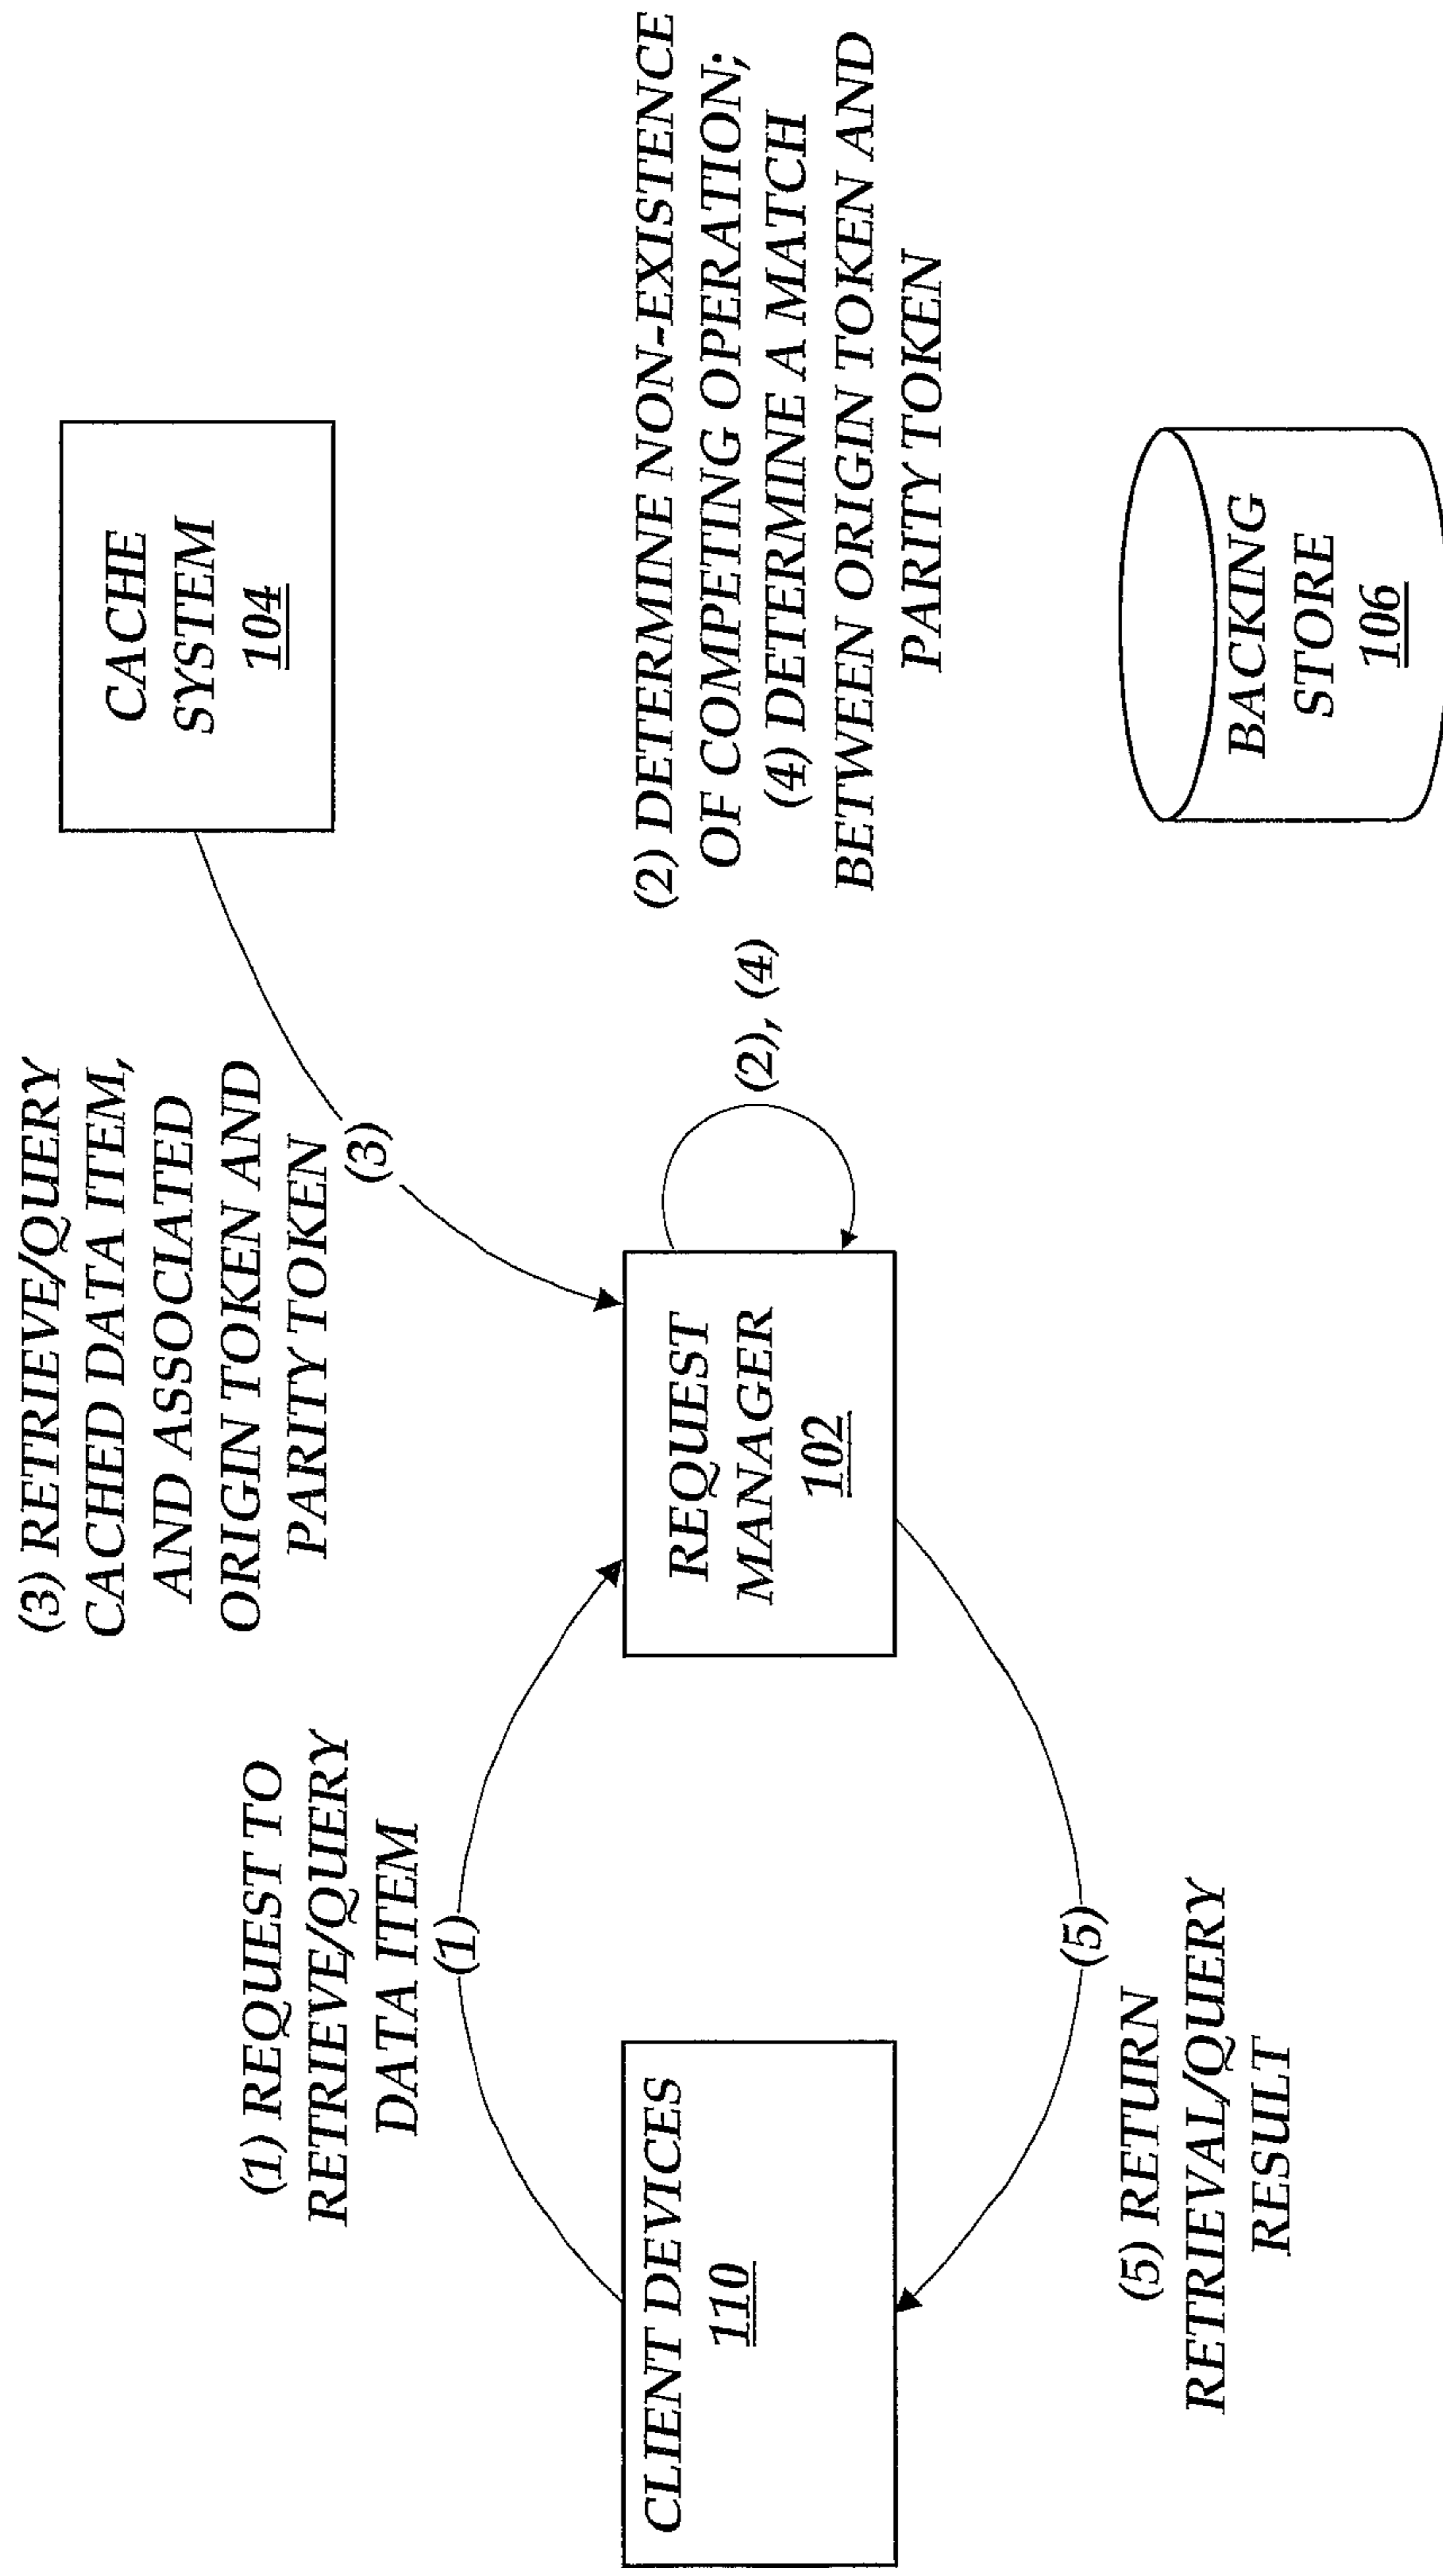 (3) RETRIEVE/QUERY
CACHED DATA ITEM,
AND ASSOCIATED
ORIGIN TOKEN AND
PARITY TOKEN
(3)
CACHE
SYSTEM
104
(1) REQUEST TO
RETRIEVE/QUERY
DATA ITEM
(1)
CLIENT DEVICES
110
REQUEST
MANAGER
102
(2), (4)
(2) DETERMINE NON-EXISTENCE
OF COMPETING OPERATION;
(4) DETERMINE A MATCH
BETWEEN ORIGIN TOKEN AND
PARITY TOKEN
(5)
(5) RETURN
RETRIEVAL/QUERY
RESULT
BACKING
STORE
106